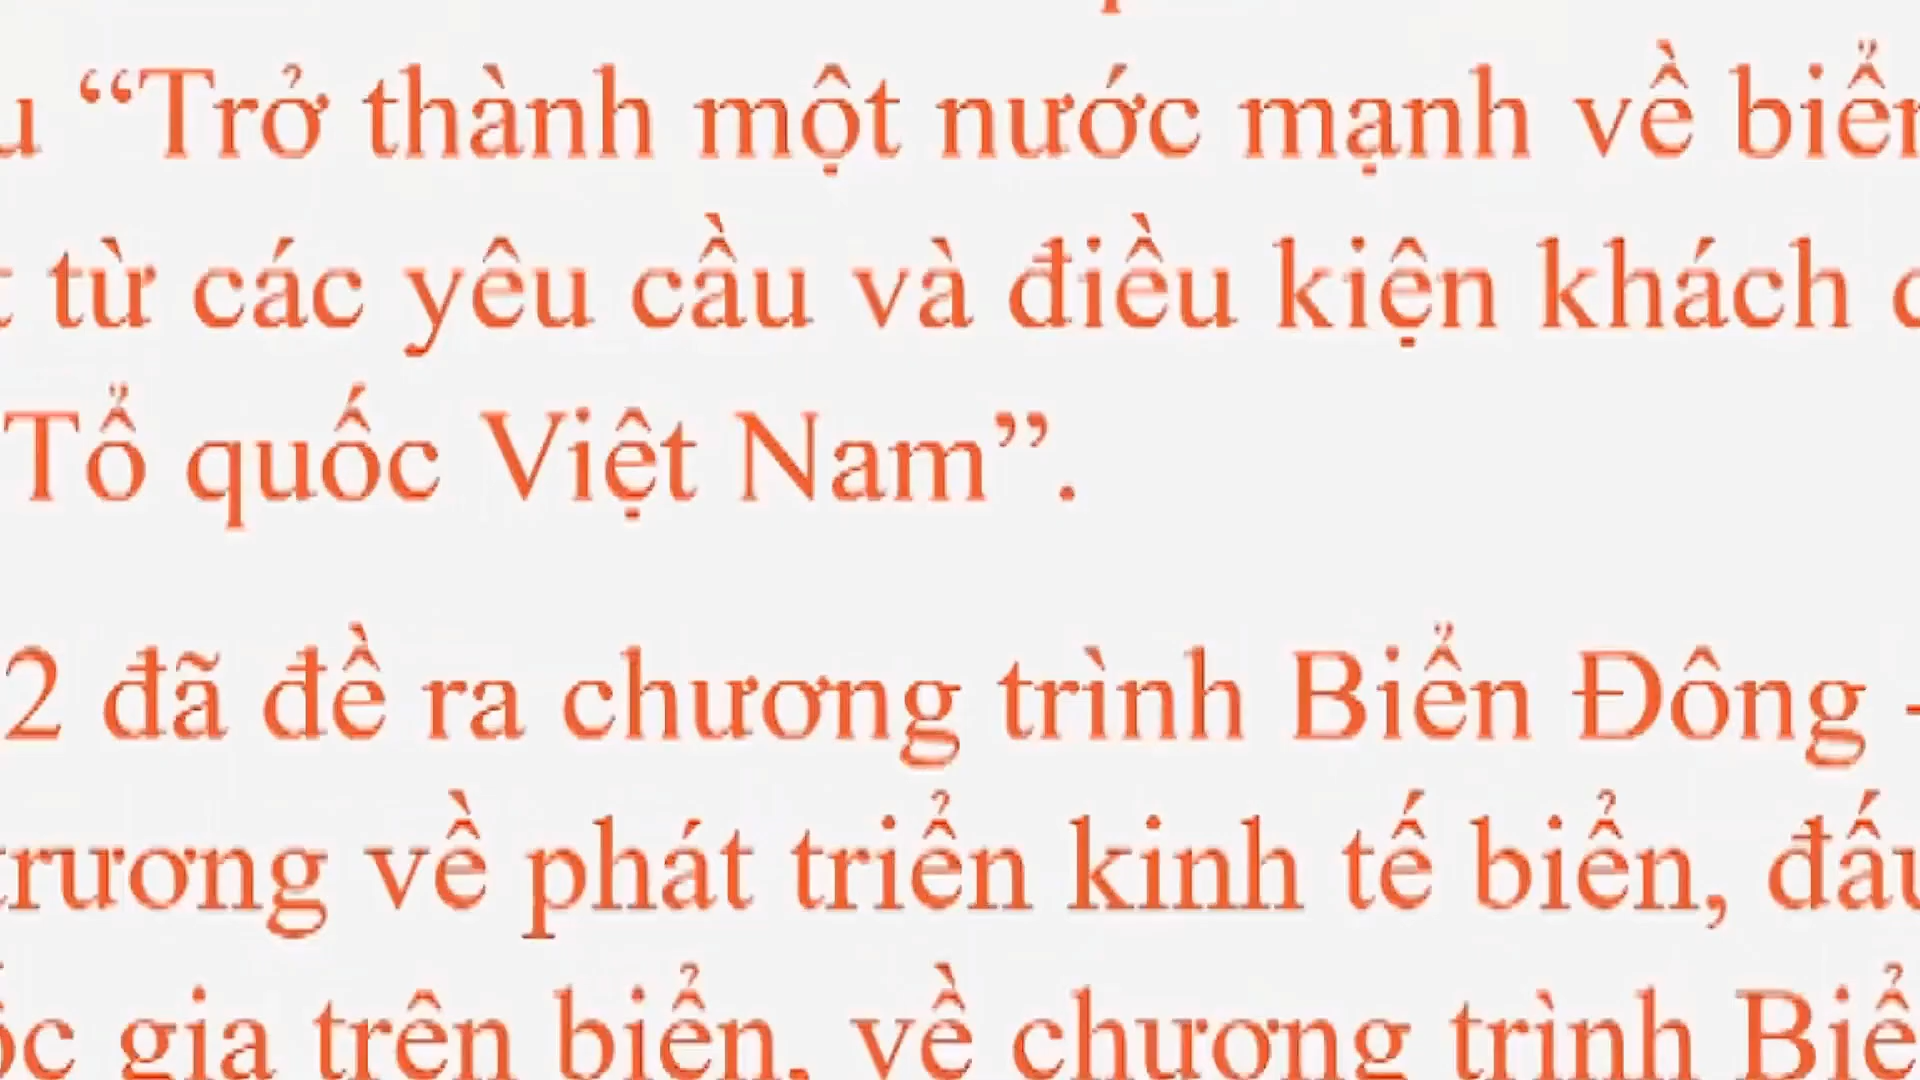 “Trở thành một nước mạnh về biển
từ các yêu cầu và điều kiện khách
Tổ quốc Việt Nam”.
2 đã đề ra chương trình Biển Đông -
trương về phát triển kinh tế biển, đấu
gia trên biển, về chương trình